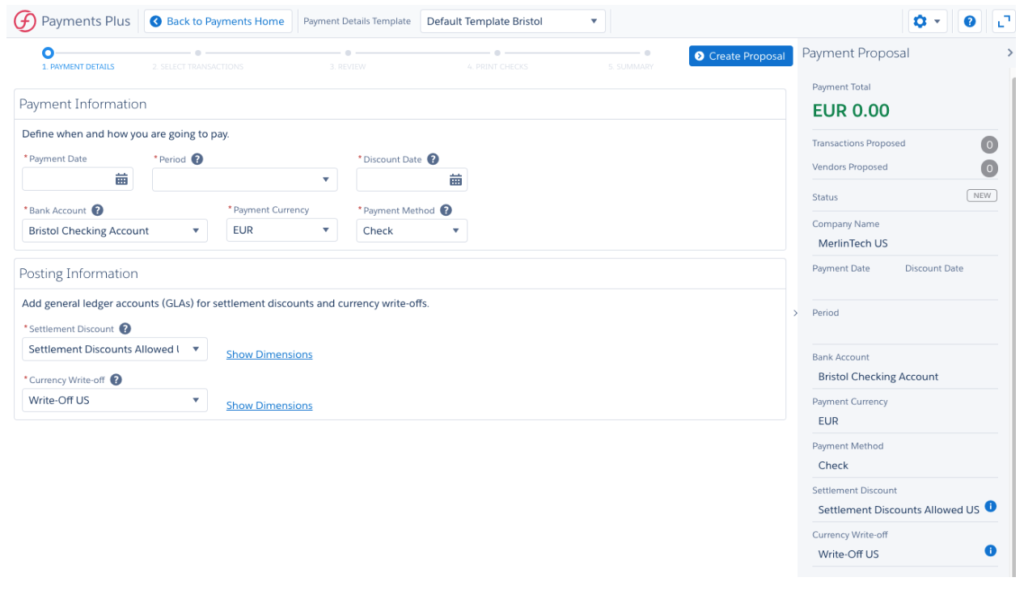 Payments Plus
Back to Payments Home
Payment Details Template
Default Template Bristol
1. PAYMENT DETAILS
2. SELECT TRANSACTIONS
3. REVIEW
4. PRINT CHECKS
5. SUMMARY
Create Proposal
Payment Information
Define when and how you are going to pay.
* Payment Date
* Period
* Discount Date
* Bank Account
* Payment Currency
* Payment Method
Bristol Checking Account
EUR
Check
Posting Information
Add general ledger accounts (GLAs) for settlement discounts and currency write-offs.
* Settlement Discount
Settlement Discounts Allowed U
Show Dimensions
* Currency Write-off
Write-Off US
Show Dimensions
Payment Proposal
Payment Total
EUR 0.00
Transactions Proposed 0
Vendors Proposed 0
Status NEW
Company Name
MerlinTech US
Payment Date Discount Date
Period
Bank Account
Bristol Checking Account
Payment Currency
EUR
Payment Method
Check
Settlement Discount
Settlement Discounts Allowed US
Currency Write-off
Write-Off US